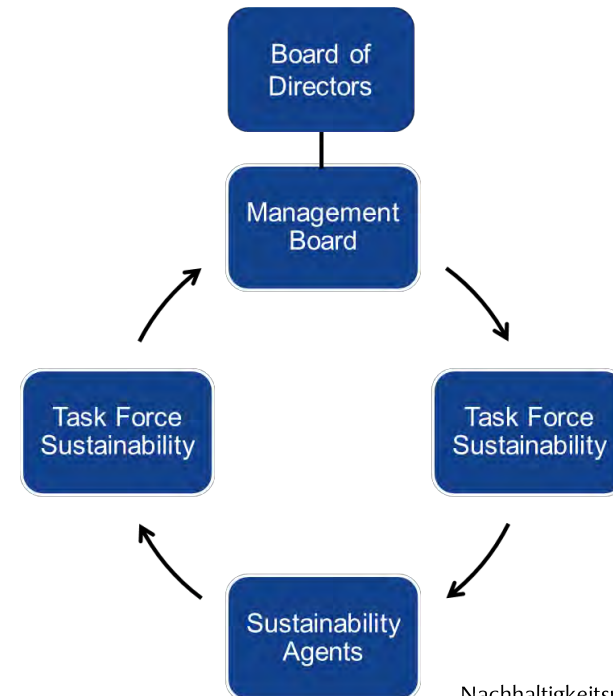 Board of
Directors
Management
Board
Task Force
Sustainability
Task Force
Sustainability
Sustainability
Agents